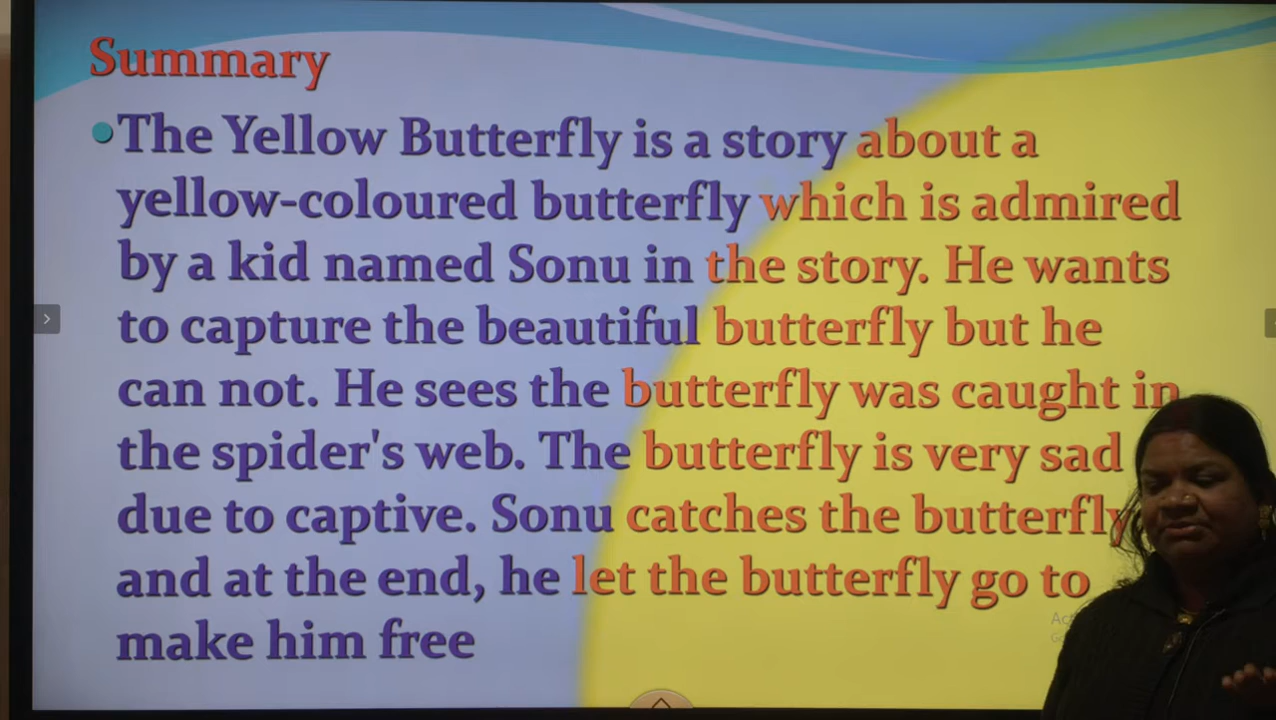 Summary
•The Yellow Butterfly is a story about a
yellow-coloured butterfly which is admired
by a kid named Sonu in the story. He wants
to capture the beautiful butterfly but he
can not. He sees the butterfly was caught in
the spider's web. The butterfly is very sad
due to captive. Sonu catches the butterfly
and at the end, he let the butterfly go to
make him free